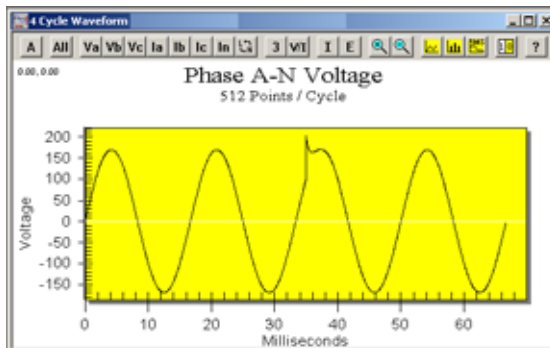 4 Cycle Waveform
A All Va Vb Vc Ia Ib Ic In 3 V/I I E ?
0.00, 0.00
Phase A-N Voltage
512 Points / Cycle
Voltage
200
150
100
50
0
-50
-100
-150
0 10 20 30 40 50 60
Milliseconds